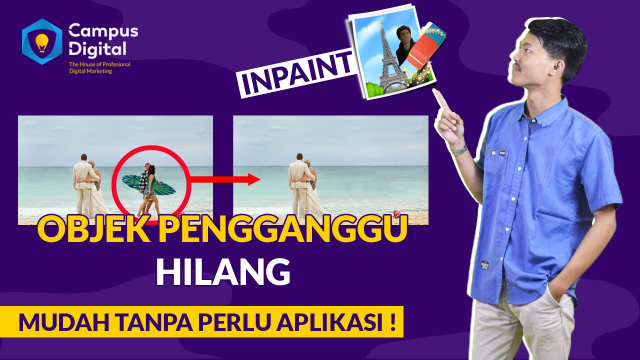 Campus
Digital
The House of Profesional
Digital Marketing
INPAINT
OBJEK PENGGANGGU
HILANG
MUDAH TANPA PERLU APLIKASI !